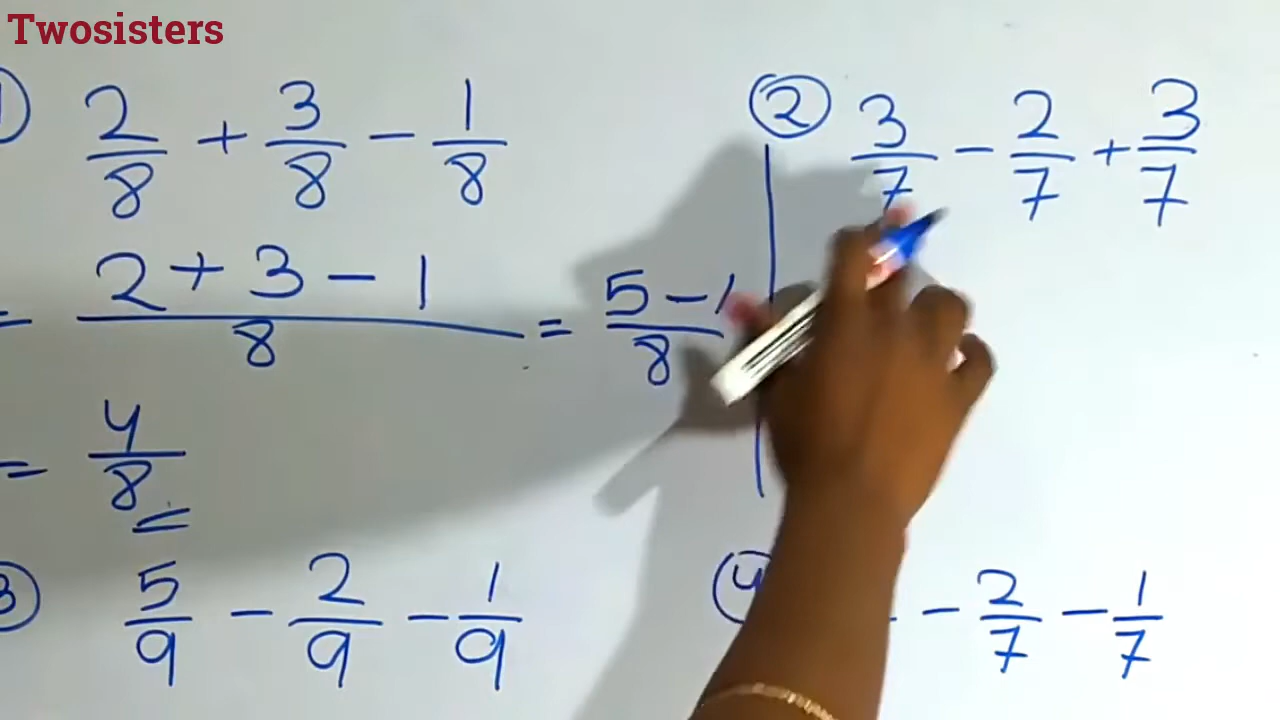 Twosisters
1 2/8 + 3/8 - 1/8
= (2 + 3 - 1)/8 = (5 - 1)/8
= 4/8
2 3/7 - 2/7 + 3/7
3 5/9 - 2/9 - 1/9
4 - 2/7 - 1/7